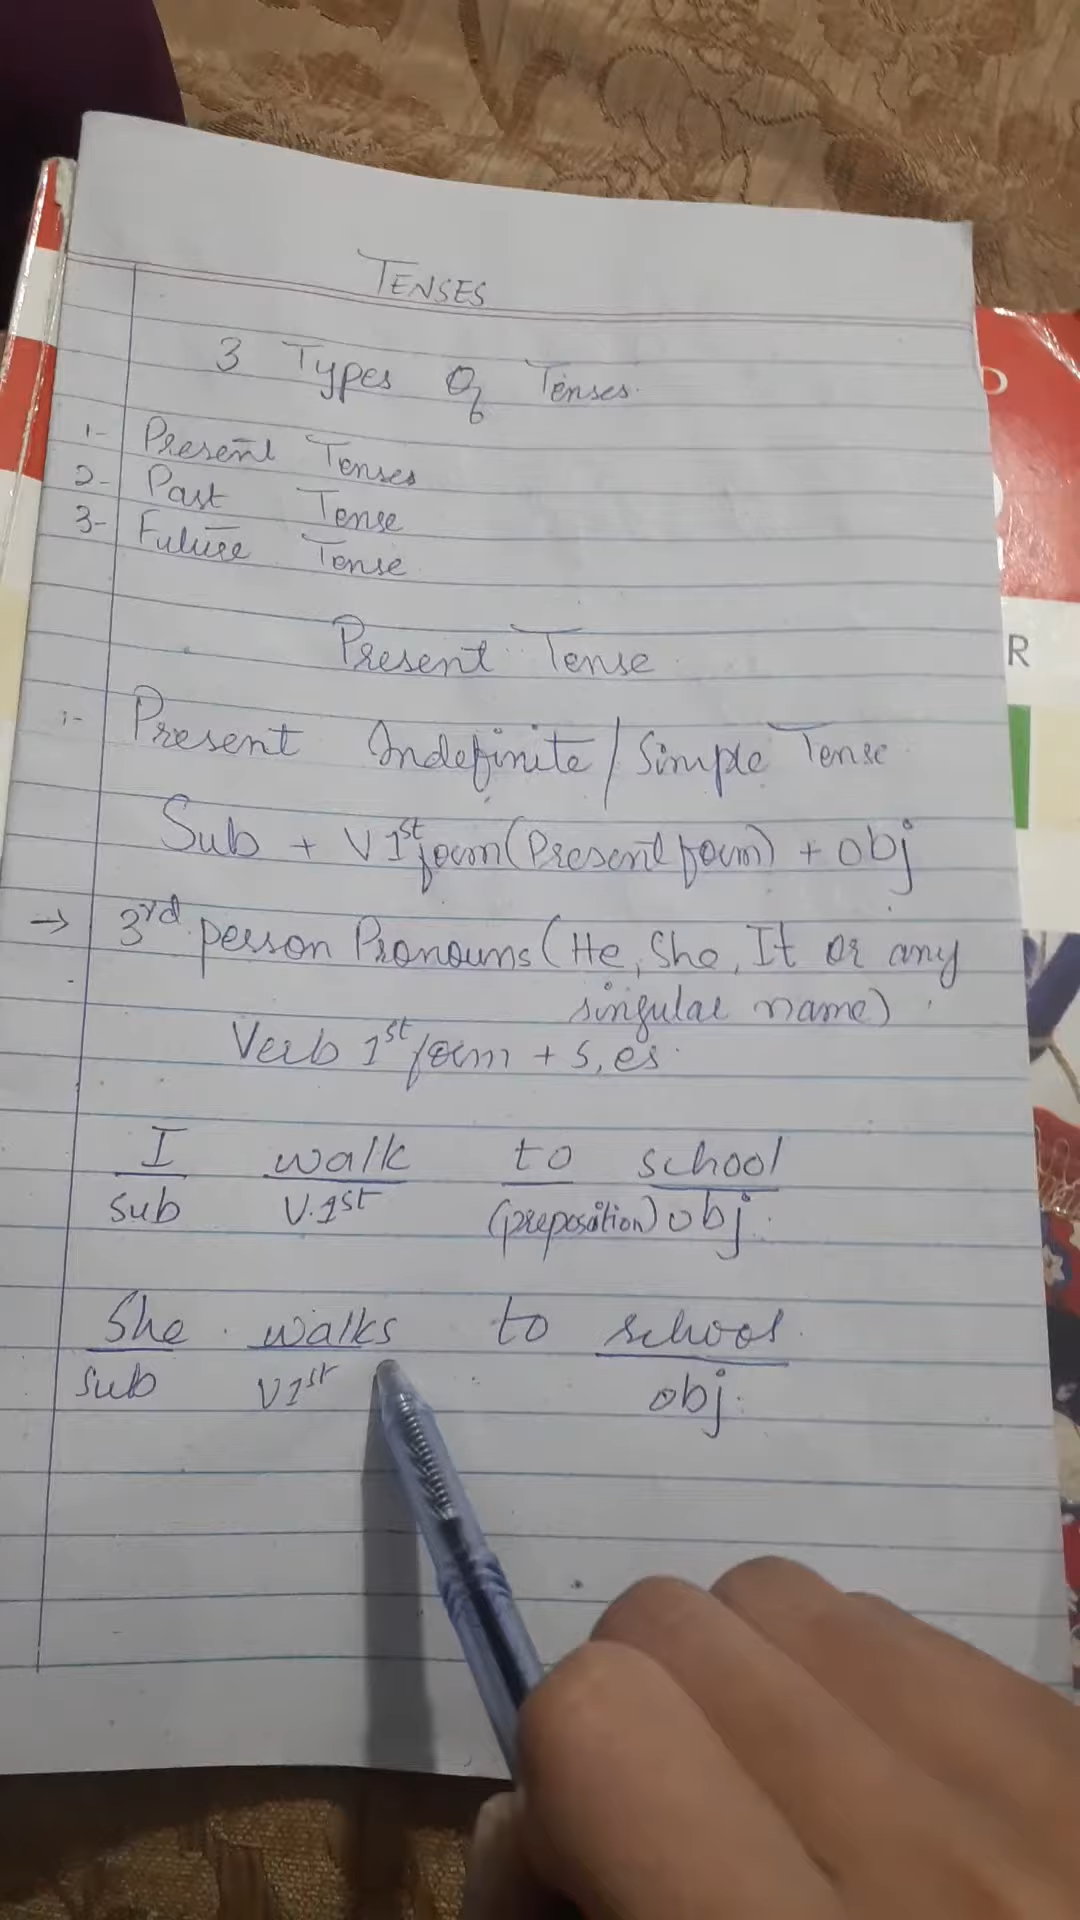 TENSES
3 Types Of Tenses.
1- Present Tenses
2- Past Tense
3- Future Tense
Present Tense
1- Present Indefinite/Simple Tense
Sub + V 1st form (Present form) + obj
→ 3rd person Pronouns (He, She, It or any
singular name)
Verb 1st form + s, es.
I walk to school
sub V.1st (preposition) obj.
She walks to school.
sub V1st obj.
R